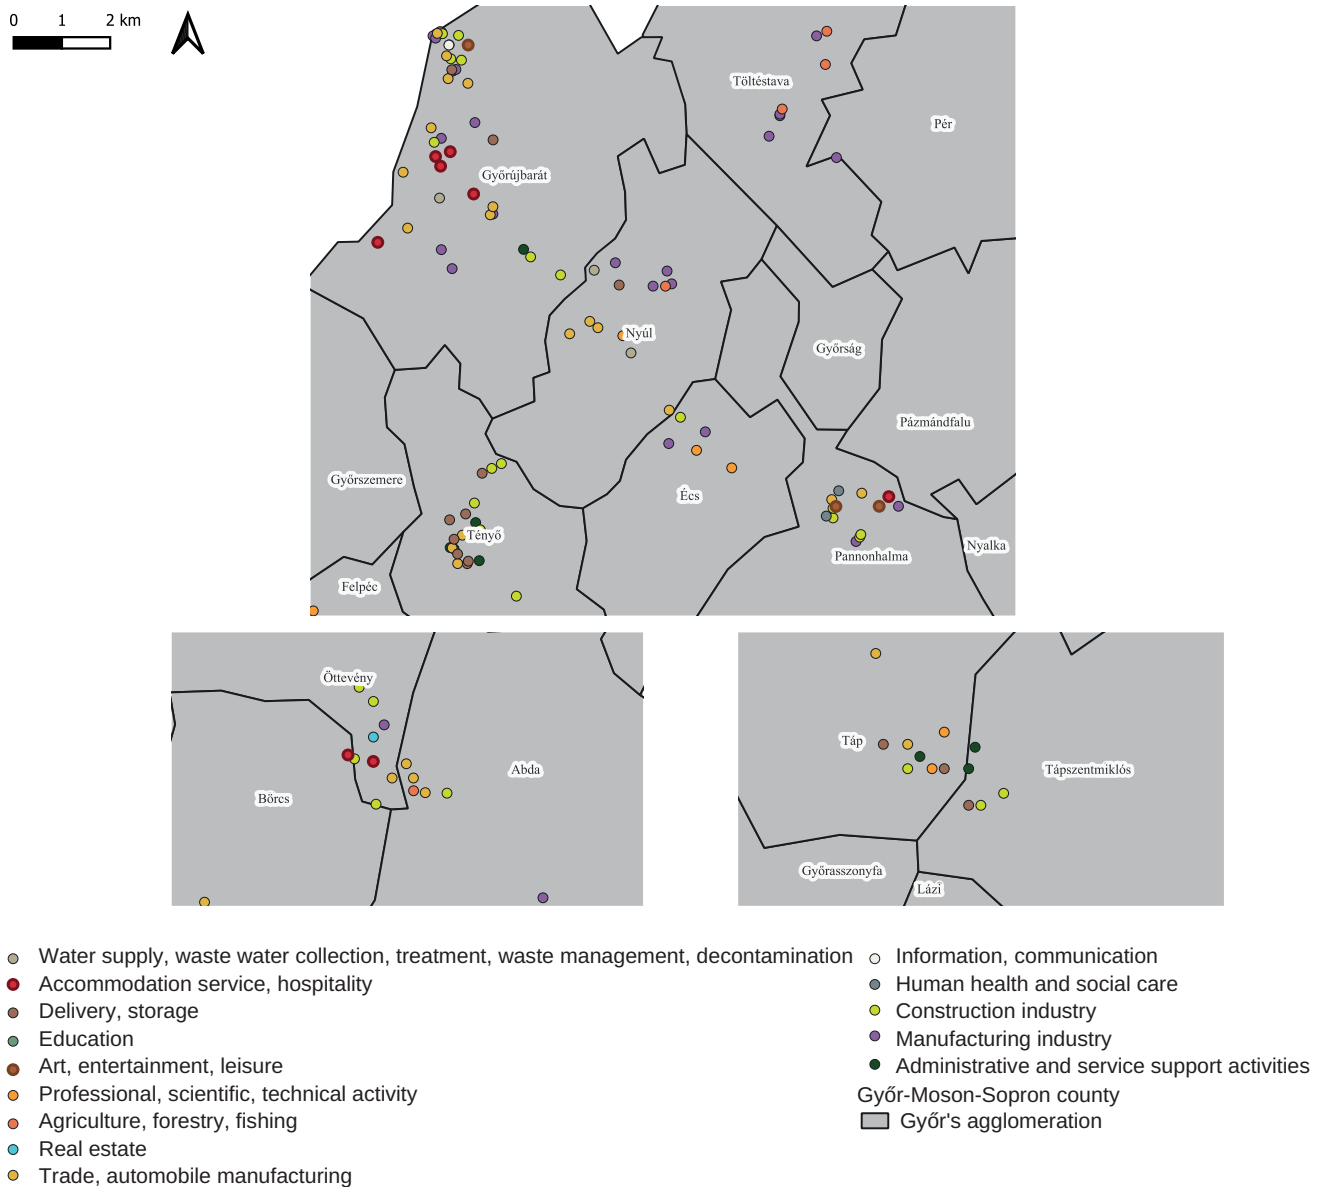 0 1 2 km
Töltéstava
Pér
Győrújbarát
Nyúl
Győrság
Pázmándfalu
Győrszemere
Écs
Tényő
Nyalka
Pannonhalma
Felpéc
Öttevény
Abda
Börcs
Táp
Tápszentmiklós
Győrasszonyfa
Lázi
Water supply, waste water collection, treatment, waste management, decontamination
Accommodation service, hospitality
Delivery, storage
Education
Art, entertainment, leisure
Professional, scientific, technical activity
Agriculture, forestry, fishing
Real estate
Trade, automobile manufacturing
Information, communication
Human health and social care
Construction industry
Manufacturing industry
Administrative and service support activities
Győr-Moson-Sopron county
Győr's agglomeration